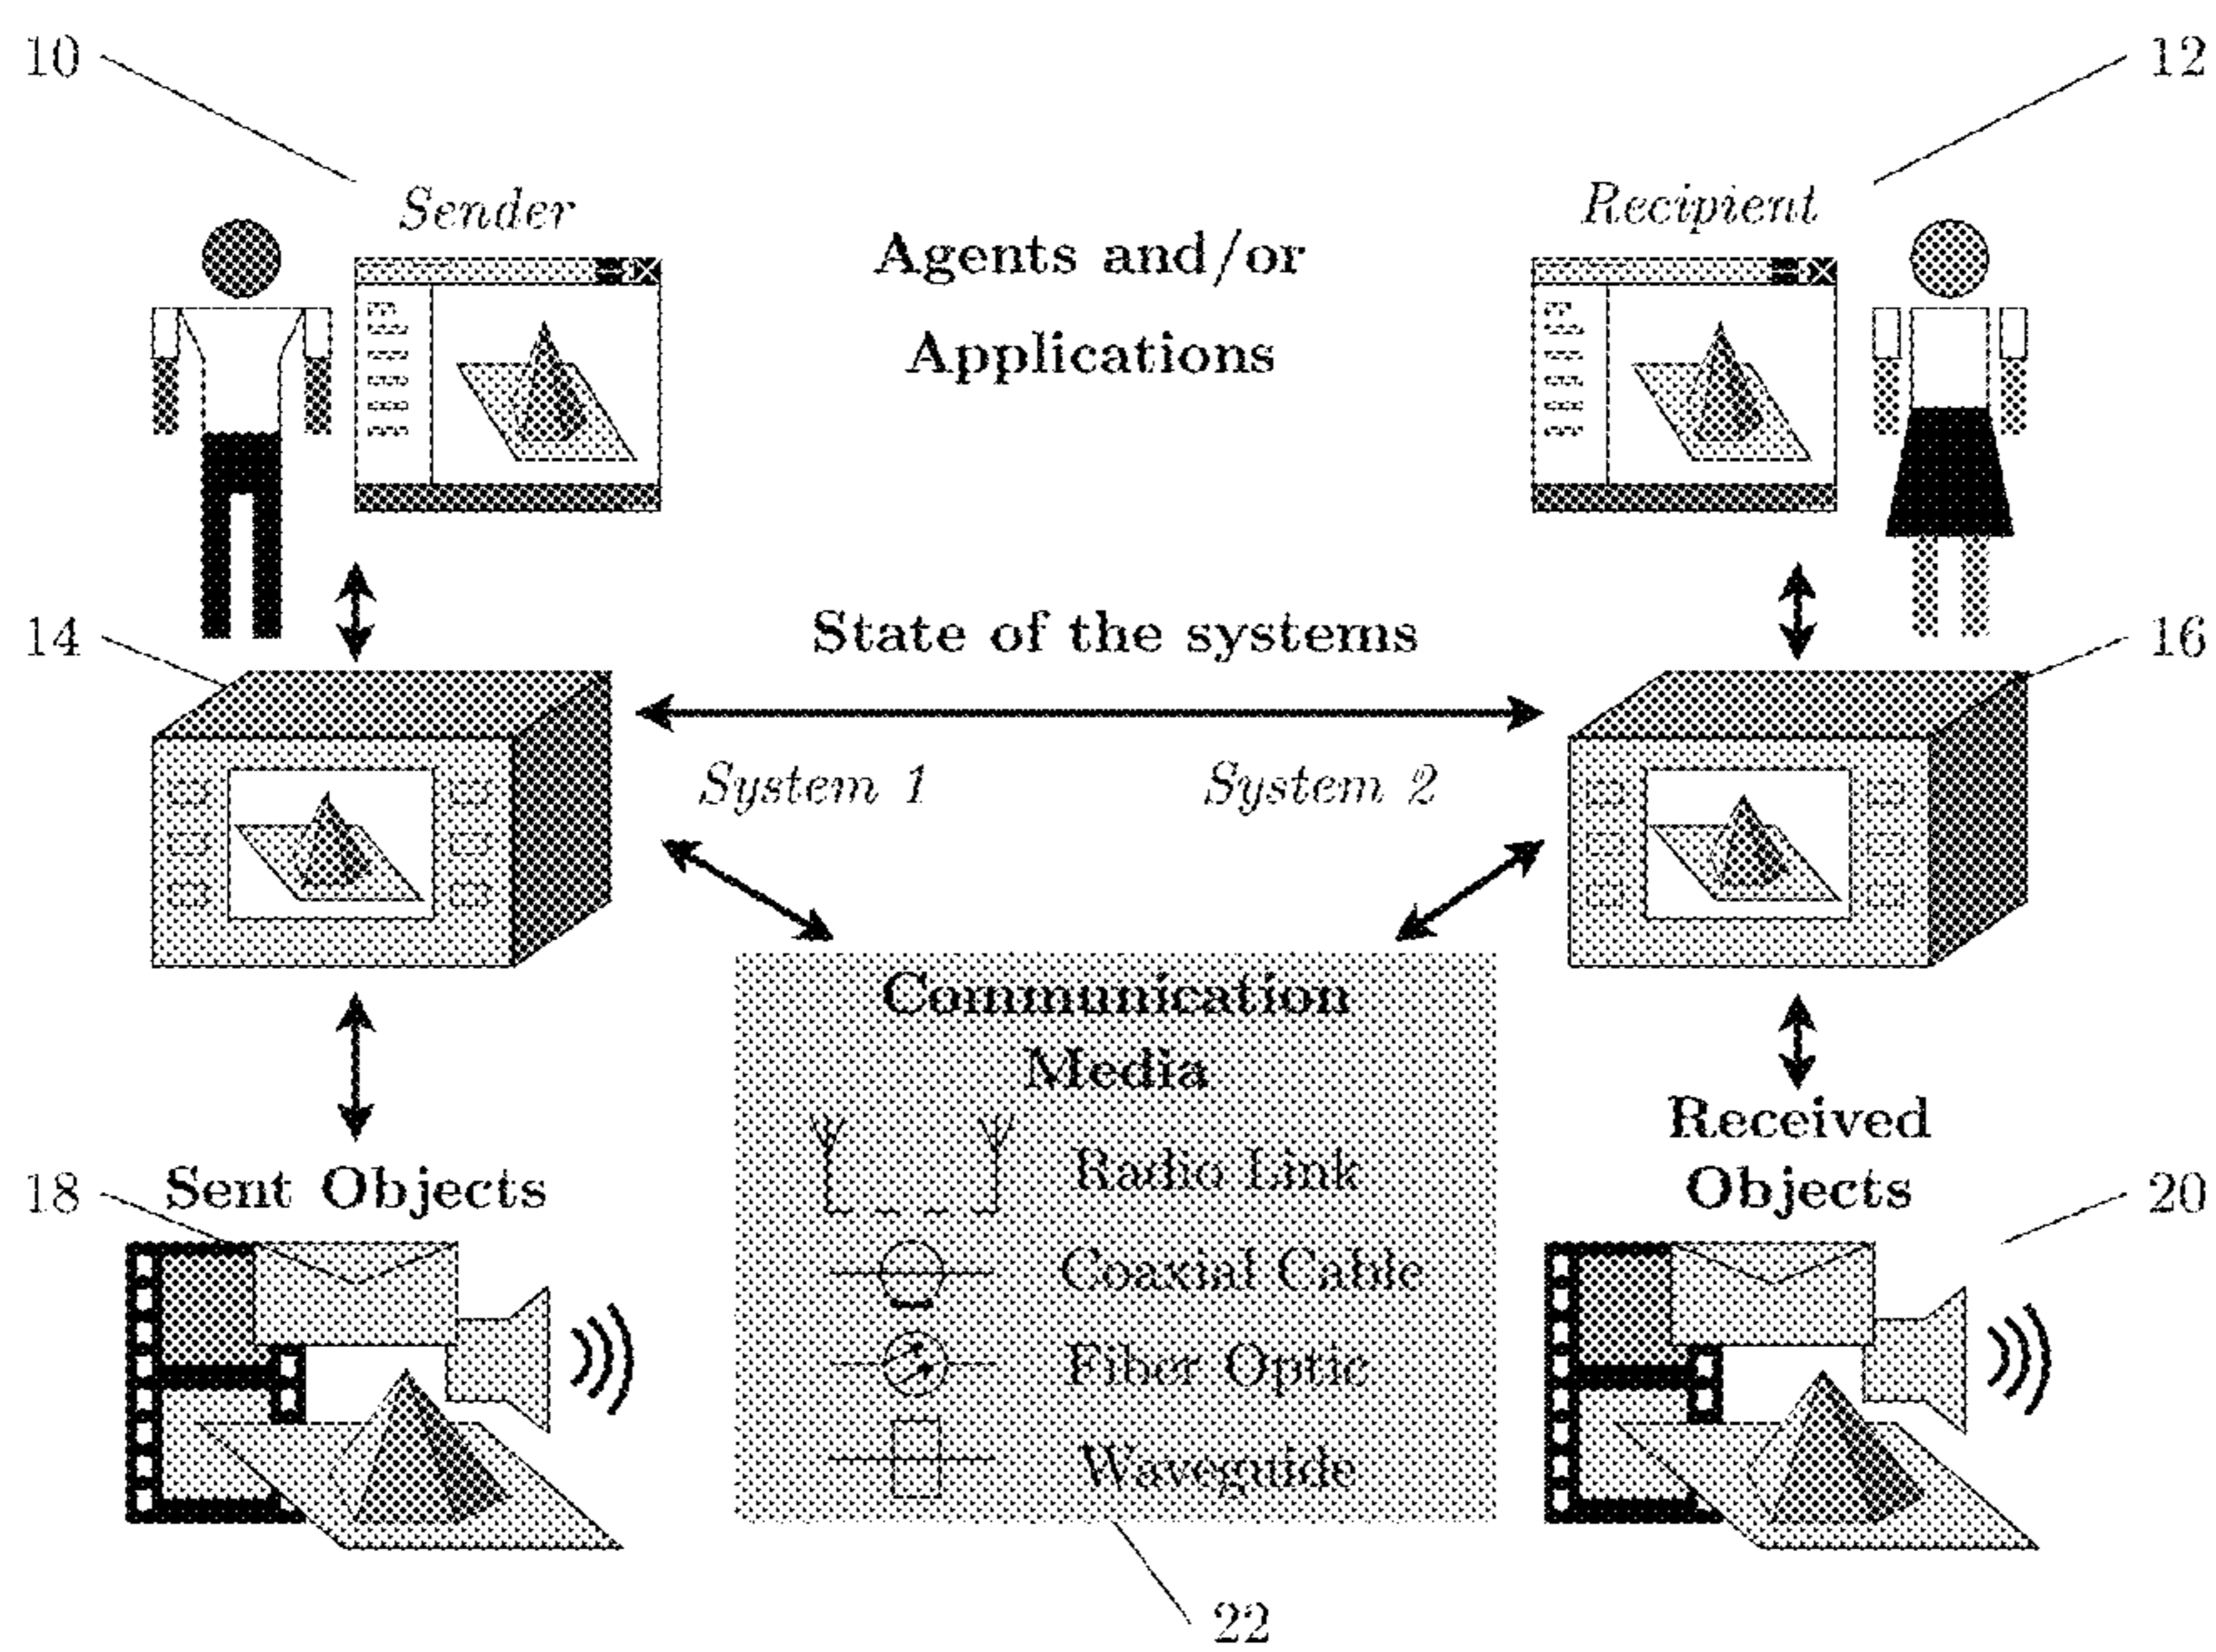 10
12
Sender
Recipient
Agents and/or
Applications
14
State of the systems
16
System 1
System 2
Communication
Media
Radio Link
Coaxial Cable
Fiber Optic
Waveguide
18
Sent Objects
Received
Objects
20
22